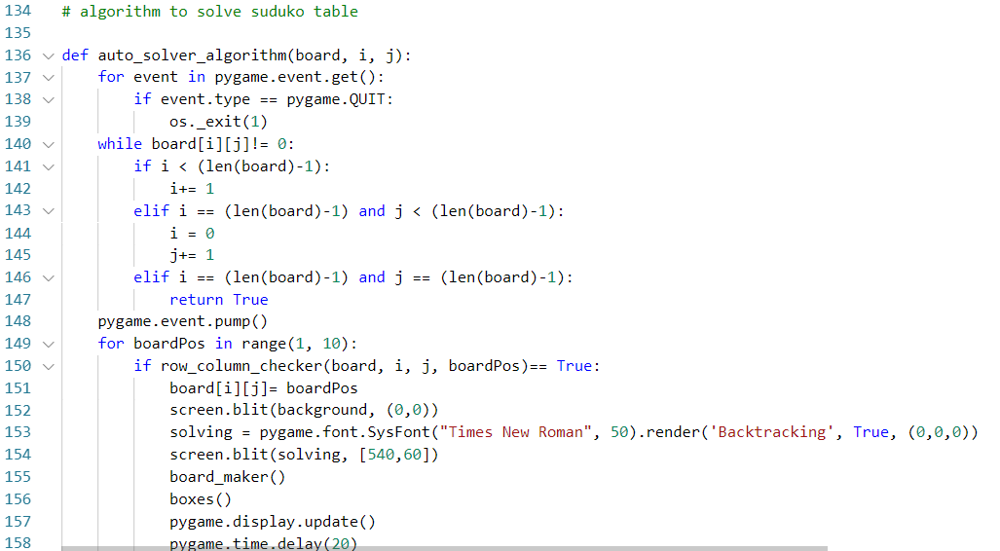 134 # algorithm to solve suduko table
135
136 def auto_solver_algorithm(board, i, j):
137     for event in pygame.event.get():
138         if event.type == pygame.QUIT:
139             os._exit(1)
140     while board[i][j]!= 0:
141         if i < (len(board)-1):
142             i+= 1
143         elif i == (len(board)-1) and j < (len(board)-1):
144             i = 0
145             j+= 1
146         elif i == (len(board)-1) and j == (len(board)-1):
147             return True
148     pygame.event.pump()
149     for boardPos in range(1, 10):
150         if row_column_checker(board, i, j, boardPos)== True:
151             board[i][j]= boardPos
152             screen.blit(background, (0,0))
153             solving = pygame.font.SysFont("Times New Roman", 50).render('Backtracking', True, (0,0,0))
154             screen.blit(solving, [540,60])
155             board_maker()
156             boxes()
157             pygame.display.update()
158             pygame.time.delay(20)